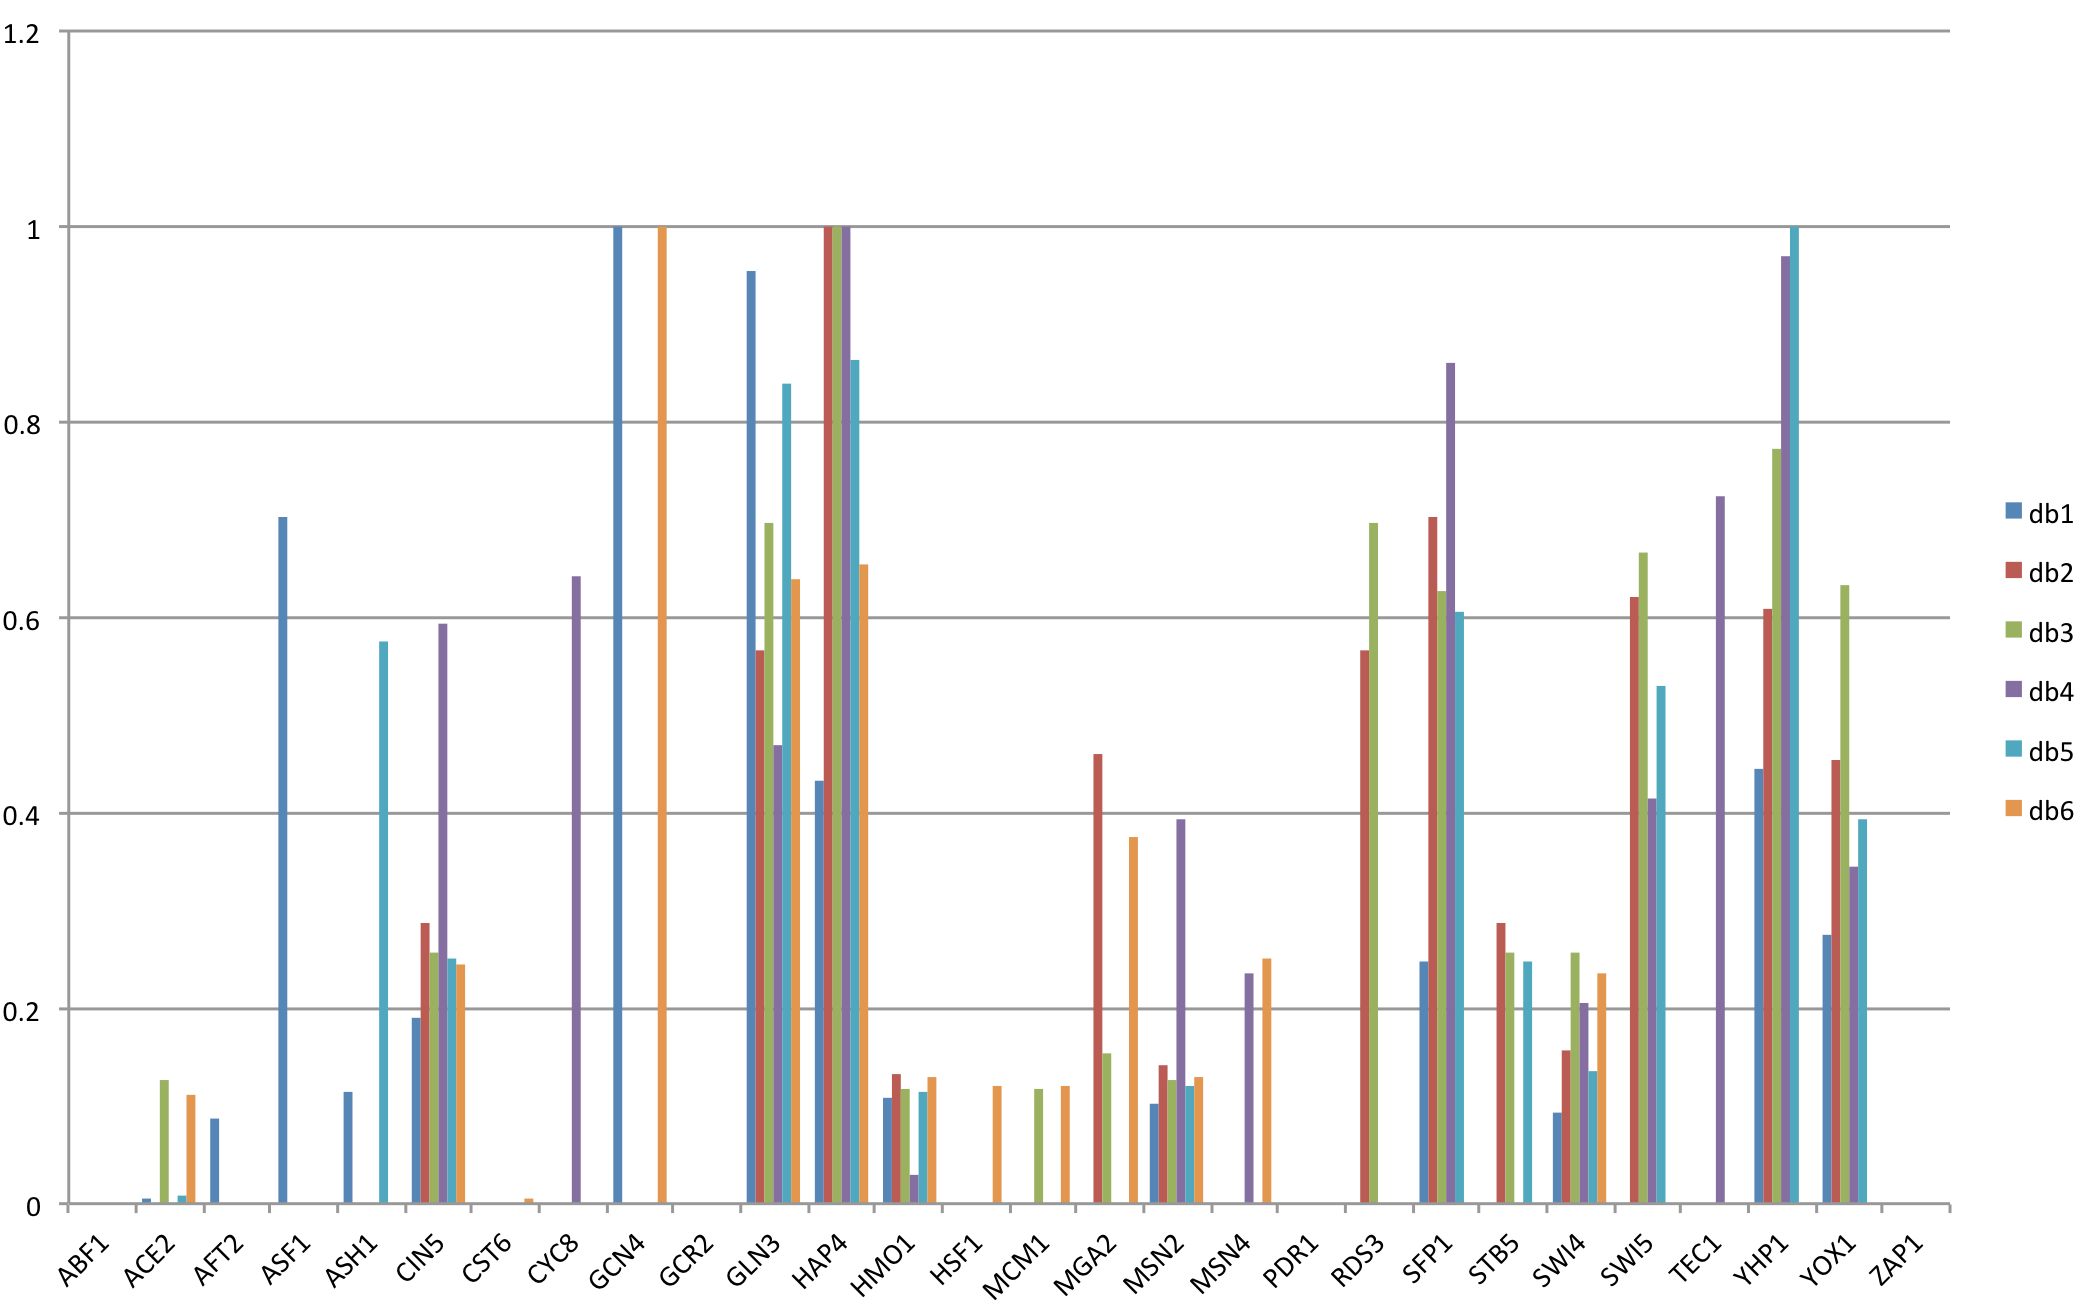 1.2
1
0.8
0.6
0.4
0.2
0
ABF1
ACE2
AFT2
ASF1
ASH1
CIN5
CST6
CYC8
GCN4
GCR2
GLN3
HAP4
HMO1
HSF1
MCM1
MGA2
MSN2
MSN4
PDR1
RDS3
SFP1
STB5
SWI4
SWI5
TEC1
YHP1
YOX1
ZAP1
db1
db2
db3
db4
db5
db6